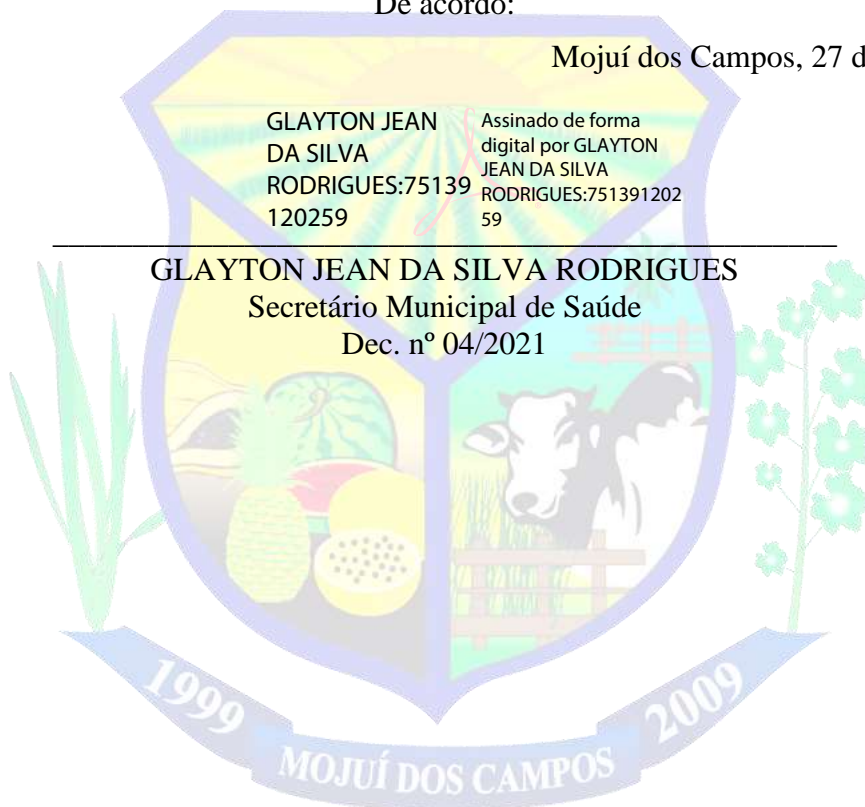 De acordo:
Mojuí dos Campos, 27 d
GLAYTON JEAN
DA SILVA
RODRIGUES:75139
120259
Assinado de forma
digital por GLAYTON
JEAN DA SILVA
RODRIGUES:751391202
59
GLAYTON JEAN DA SILVA RODRIGUES
Secretário Municipal de Saúde
Dec. nº 04/2021
1999
MOJUÍ DOS CAMPOS
2009